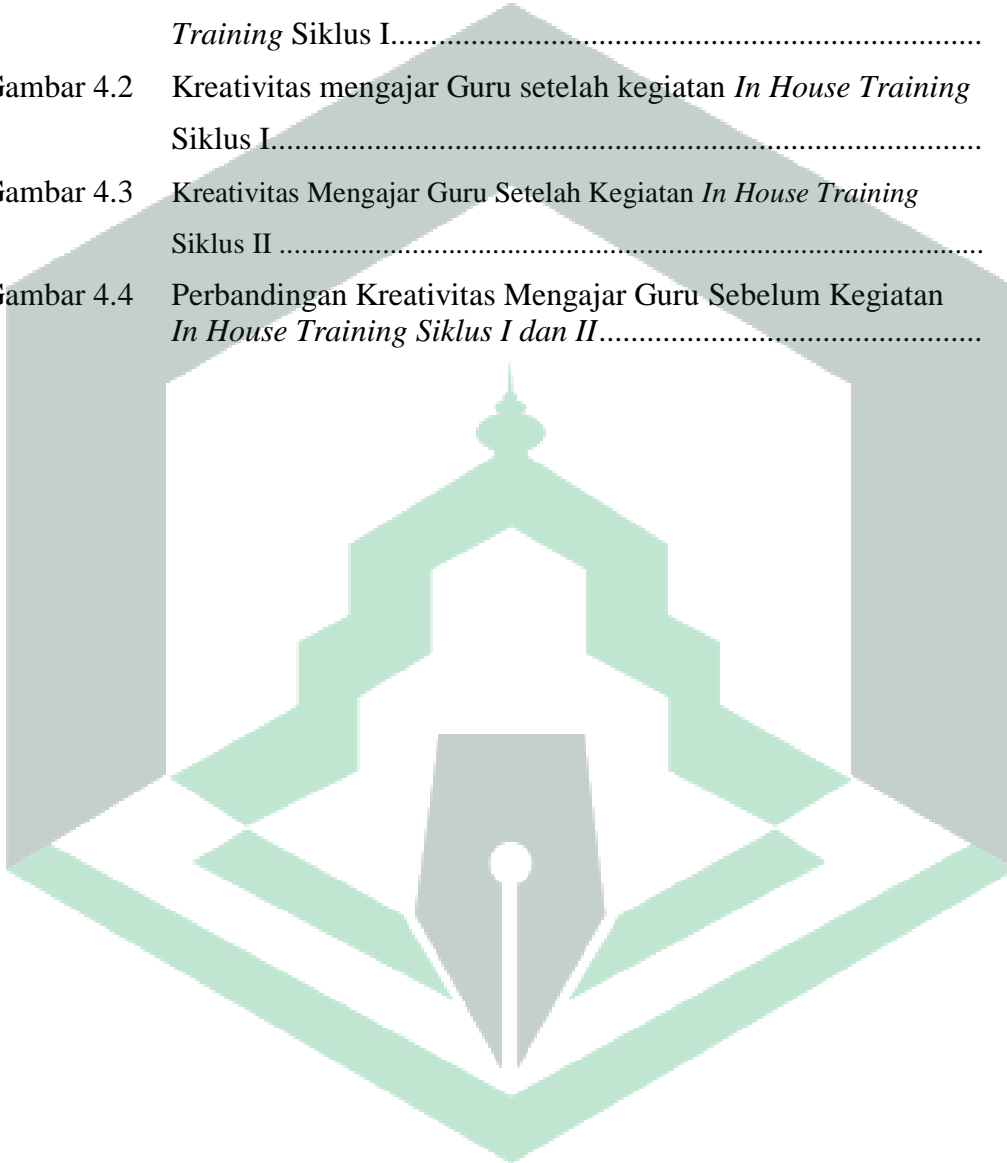 Training Siklus I..........................................................................
Gambar 4.2 Kreativitas mengajar Guru setelah kegiatan In House Training
Siklus I.........................................................................................
Gambar 4.3 Kreativitas Mengajar Guru Setelah Kegiatan In House Training
Siklus II ........................................................................................
Gambar 4.4 Perbandingan Kreativitas Mengajar Guru Sebelum Kegiatan
In House Training Siklus I dan II................................................